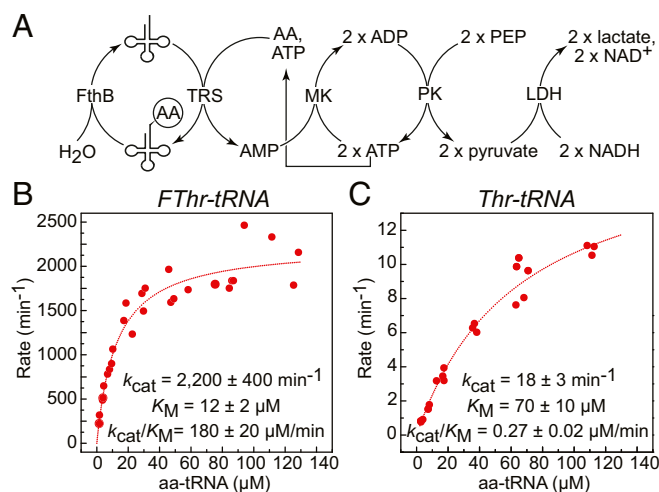 A
AA,
ATP
2 x ADP
2 x PEP
2 x lactate,
2 x NAD⁺
FthB
TRS
MK
PK
LDH
AA
H₂O
AMP
2 x ATP
2 x pyruvate
2 x NADH
B
FThr-tRNA
Rate (min⁻¹)
2500
2000
1500
1000
500
0
kcat = 2,200 ± 400 min⁻¹
KM = 12 ± 2 µM
kcat/KM= 180 ± 20 µM/min
0 20 40 60 80 100 120 140
aa-tRNA (µM)
C
Thr-tRNA
Rate (min⁻¹)
14
12
10
8
6
4
2
0
kcat = 18 ± 3 min⁻¹
KM = 70 ± 10 µM
kcat/KM = 0.27 ± 0.02 µM/min
0 20 40 60 80 100 120 140
aa-tRNA (µM)